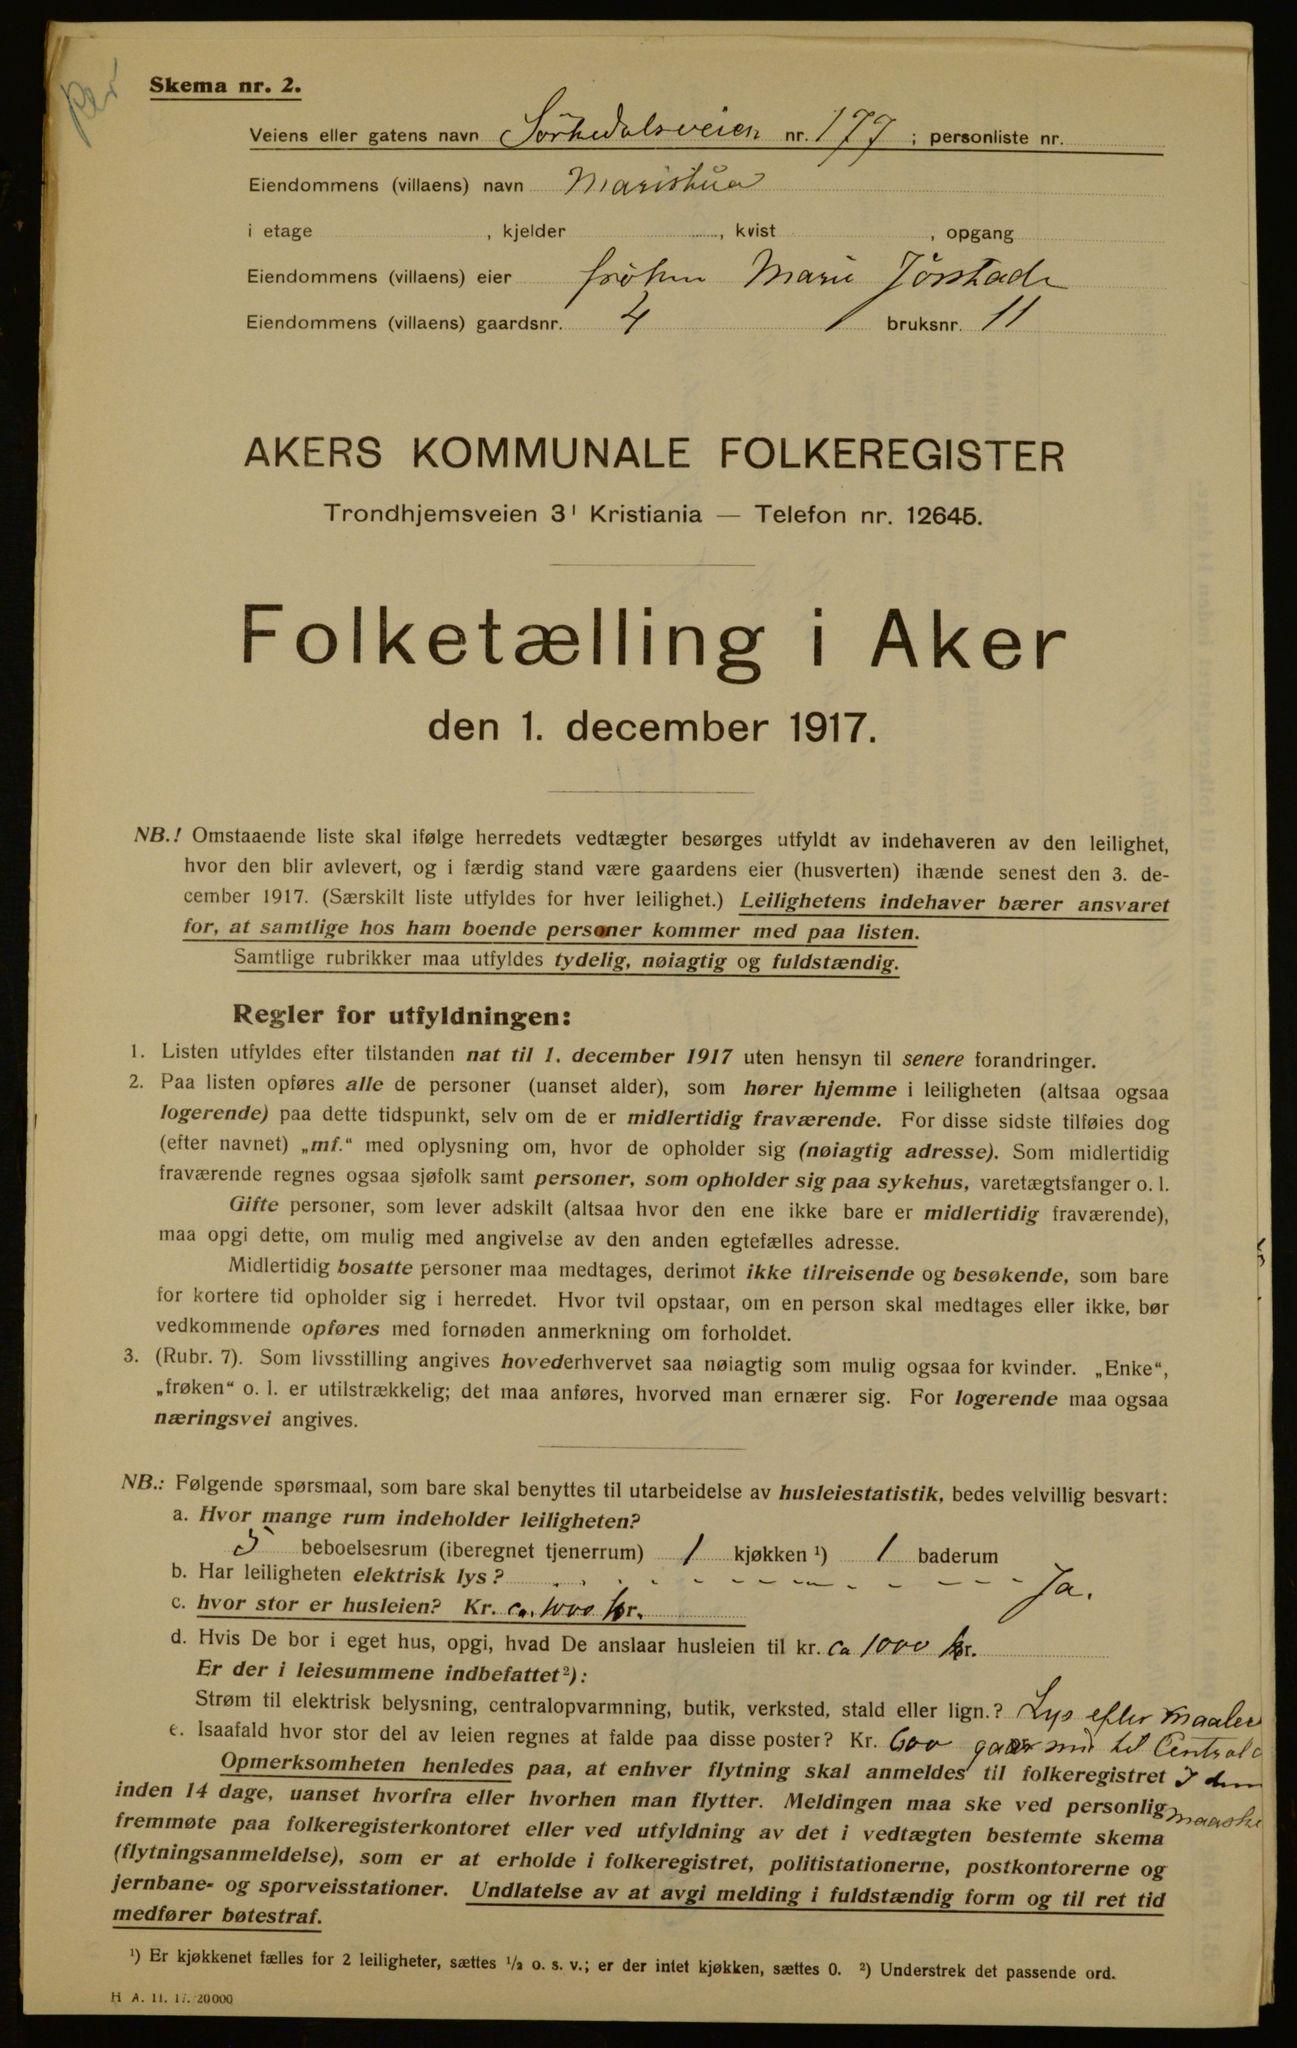 Per
Skema nr. 2.
Veiens eller gatens navn Sörkedalsveien nr. 177 ; personliste nr.
Eiendommens (villaens) navn Maristua
i etage , kjelder , kvist , opgang
Eiendommens (villaens) eier fröken Marie Jörstad
Eiendommens (villaens) gaardsnr. 4 bruksnr. 11
AKERS KOMMUNALE FOLKEREGISTER
Trondhjemsveien 3ᴵ Kristiania — Telefon nr. 12645.
Folketælling i Aker
den 1. december 1917.
NB.! Omstaaende liste skal ifølge herredets vedtægter besørges utfyldt av indehaveren av den leilighet,
hvor den blir avlevert, og i færdig stand være gaardens eier (husverten) ihænde senest den 3. de-
cember 1917. (Særskilt liste utfyldes for hver leilighet.) Leilighetens indehaver bærer ansvaret
for, at samtlige hos ham boende personer kommer med paa listen.
Samtlige rubrikker maa utfyldes tydelig, nøiagtig og fuldstændig.
Regler for utfyldningen:
1. Listen utfyldes efter tilstanden nat til 1. december 1917 uten hensyn til senere forandringer.
2. Paa listen opføres alle de personer (uanset alder), som hører hjemme i leiligheten (altsaa ogsaa
logerende) paa dette tidspunkt, selv om de er midlertidig fraværende. For disse sidste tilføies dog
(efter navnet) „mf.“ med oplysning om, hvor de opholder sig (nøiagtig adresse). Som midlertidig
fraværende regnes ogsaa sjøfolk samt personer, som opholder sig paa sykehus, varetægtsfanger o. l.
Gifte personer, som lever adskilt (altsaa hvor den ene ikke bare er midlertidig fraværende),
maa opgi dette, om mulig med angivelse av den anden egtefælles adresse.
Midlertidig bosatte personer maa medtages, derimot ikke tilreisende og besøkende, som bare
for kortere tid opholder sig i herredet. Hvor tvil opstaar, om en person skal medtages eller ikke, bør
vedkommende opføres med fornøden anmerkning om forholdet.
3. (Rubr. 7). Som livsstilling angives hovederhvervet saa nøiagtig som mulig ogsaa for kvinder. „Enke“,
„frøken“ o. l. er utilstrækkelig; det maa anføres, hvorved man ernærer sig. For logerende maa ogsaa
næringsvei angives.
NB.: Følgende spørsmaal, som bare skal benyttes til utarbeidelse av husleiestatistik, bedes velvillig besvart:
a. Hvor mange rum indeholder leiligheten?
5 beboelsesrum (iberegnet tjenerrum) 1 kjøkken ¹) 1 baderum
b. Har leiligheten elektrisk lys? Ja.
c. hvor stor er husleien? Kr. ca. 1000 kr.
d. Hvis De bor i eget hus, opgi, hvad De anslaar husleien til kr. ca 1000 kr.
Er der i leiesummene indbefattet ²):
Strøm til elektrisk belysning, centralopvarmning, butik, verksted, stald eller lign.? Lys efter maaler
e. Isaafald hvor stor del av leien regnes at falde paa disse poster? Kr. 600 gaar med til Central
Opmerksomheten henledes paa, at enhver flytning skal anmeldes til folkeregistret
inden 14 dage, uanset hvorfra eller hvorhen man flytter. Meldingen maa ske ved personlig
fremmøte paa folkeregisterkontoret eller ved utfyldning av det i vedtægten bestemte skema
(flytningsanmeldelse), som er at erholde i folkeregistret, politistationerne, postkontorerne og
jernbane- og sporveisstationer. Undlatelse av at avgi melding i fuldstændig form og til ret tid
medfører bøtestraf.
¹) Er kjøkkenet fælles for 2 leiligheter, sættes ½ o. s. v.; er der intet kjøkken, sættes 0. ²) Understrek det passende ord.
H A. 11. 17. 20000